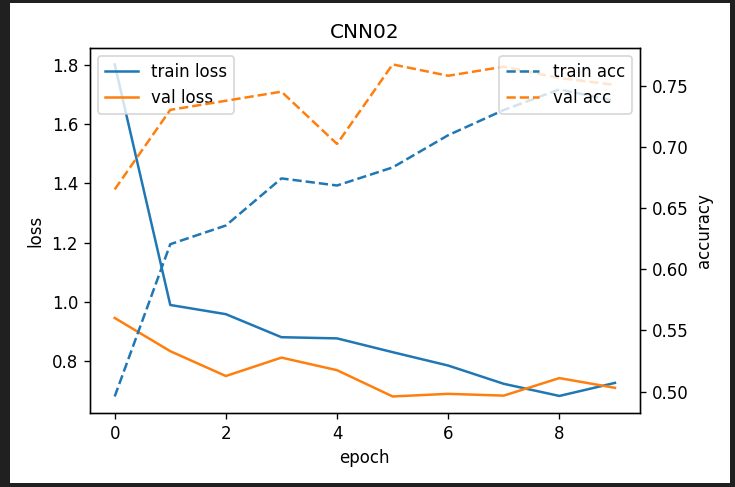 CNN02
train loss
val loss
train acc
val acc
1.8
1.6
1.4
1.2
1.0
0.8
loss
0.75
0.70
0.65
0.60
0.55
0.50
accuracy
0 2 4 6 8
epoch